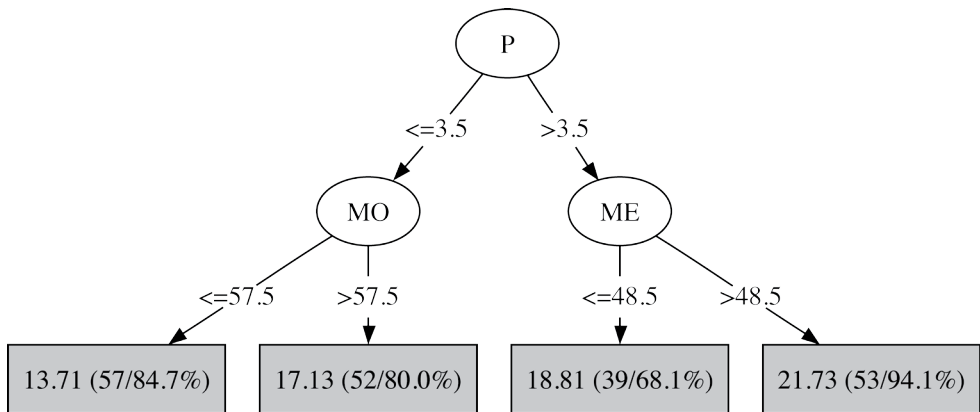 P
<=3.5 >3.5
MO ME
<=57.5 >57.5 <=48.5 >48.5
13.71 (57/84.7%) 17.13 (52/80.0%) 18.81 (39/68.1%) 21.73 (53/94.1%)